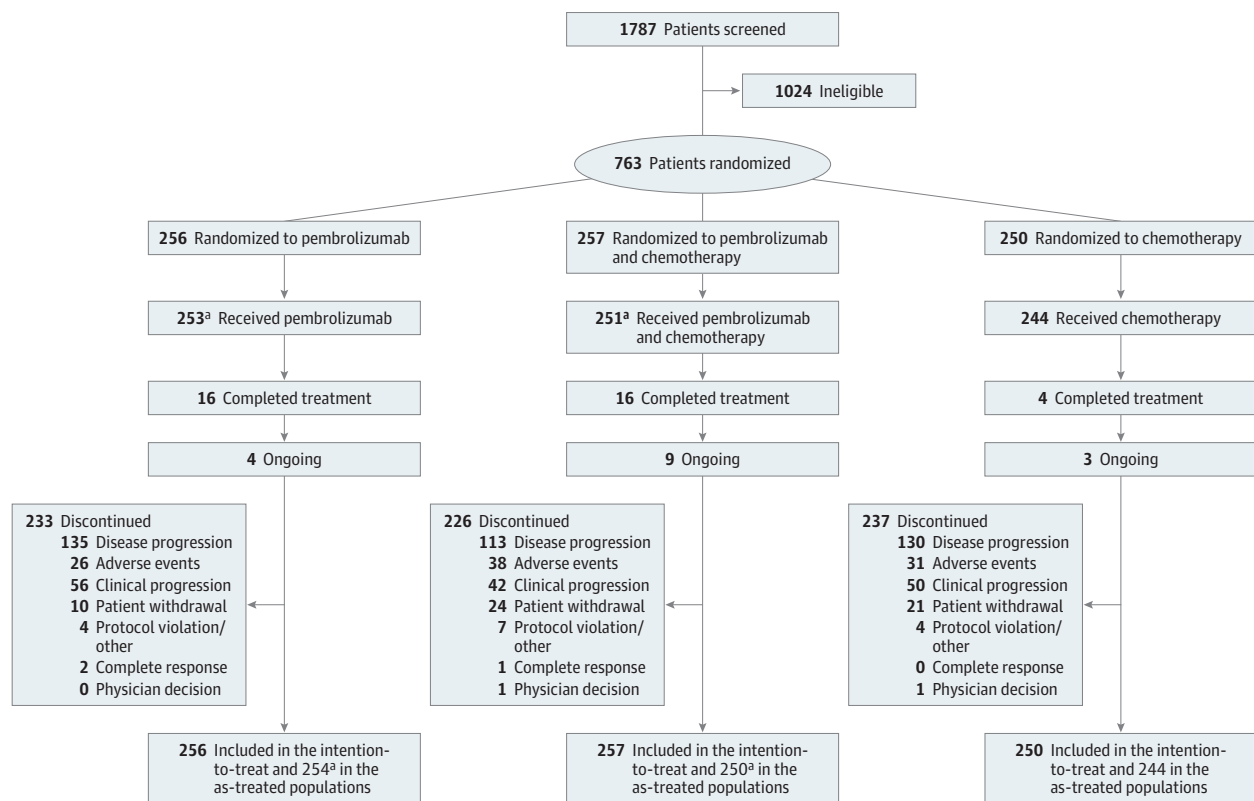 1787 Patients screened
1024 Ineligible
763 Patients randomized
256 Randomized to pembrolizumab
257 Randomized to pembrolizumab
and chemotherapy
250 Randomized to chemotherapy
253a Received pembrolizumab
251a Received pembrolizumab
and chemotherapy
244 Received chemotherapy
16 Completed treatment
16 Completed treatment
4 Completed treatment
4 Ongoing
9 Ongoing
3 Ongoing
233 Discontinued
135 Disease progression
26 Adverse events
56 Clinical progression
10 Patient withdrawal
4 Protocol violation/
other
2 Complete response
0 Physician decision
226 Discontinued
113 Disease progression
38 Adverse events
42 Clinical progression
24 Patient withdrawal
7 Protocol violation/
other
1 Complete response
1 Physician decision
237 Discontinued
130 Disease progression
31 Adverse events
50 Clinical progression
21 Patient withdrawal
4 Protocol violation/
other
0 Complete response
1 Physician decision
256 Included in the intention-
to-treat and 254a in the
as-treated populations
257 Included in the intention-
to-treat and 250a in the
as-treated populations
250 Included in the intention-
to-treat and 244 in the
as-treated populations